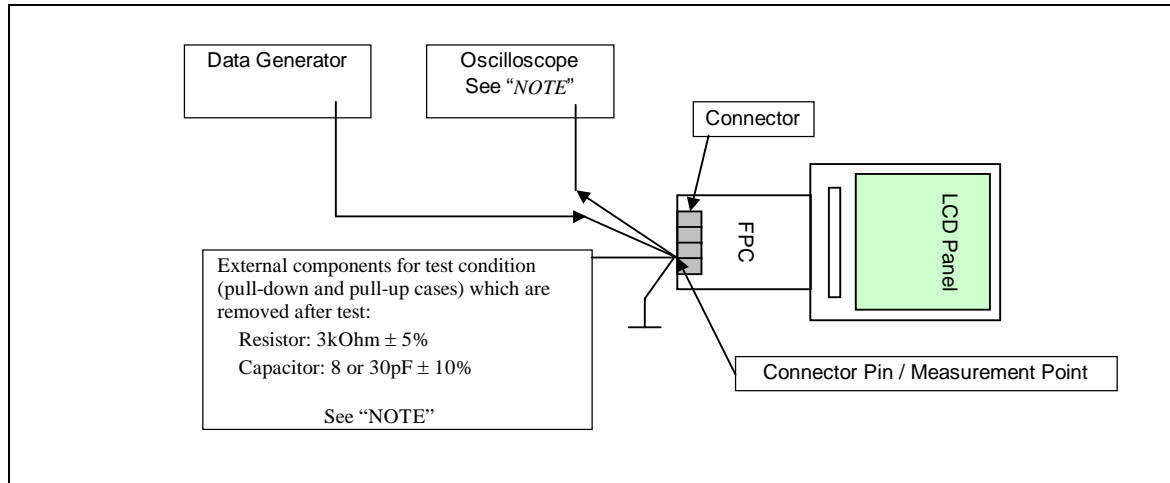 Data Generator
Oscilloscope
See “NOTE”
Connector
FPC
LCD Panel
External components for test condition
(pull-down and pull-up cases) which are
removed after test:
Resistor: 3kOhm ± 5%
Capacitor: 8 or 30pF ± 10%
See “NOTE”
Connector Pin / Measurement Point